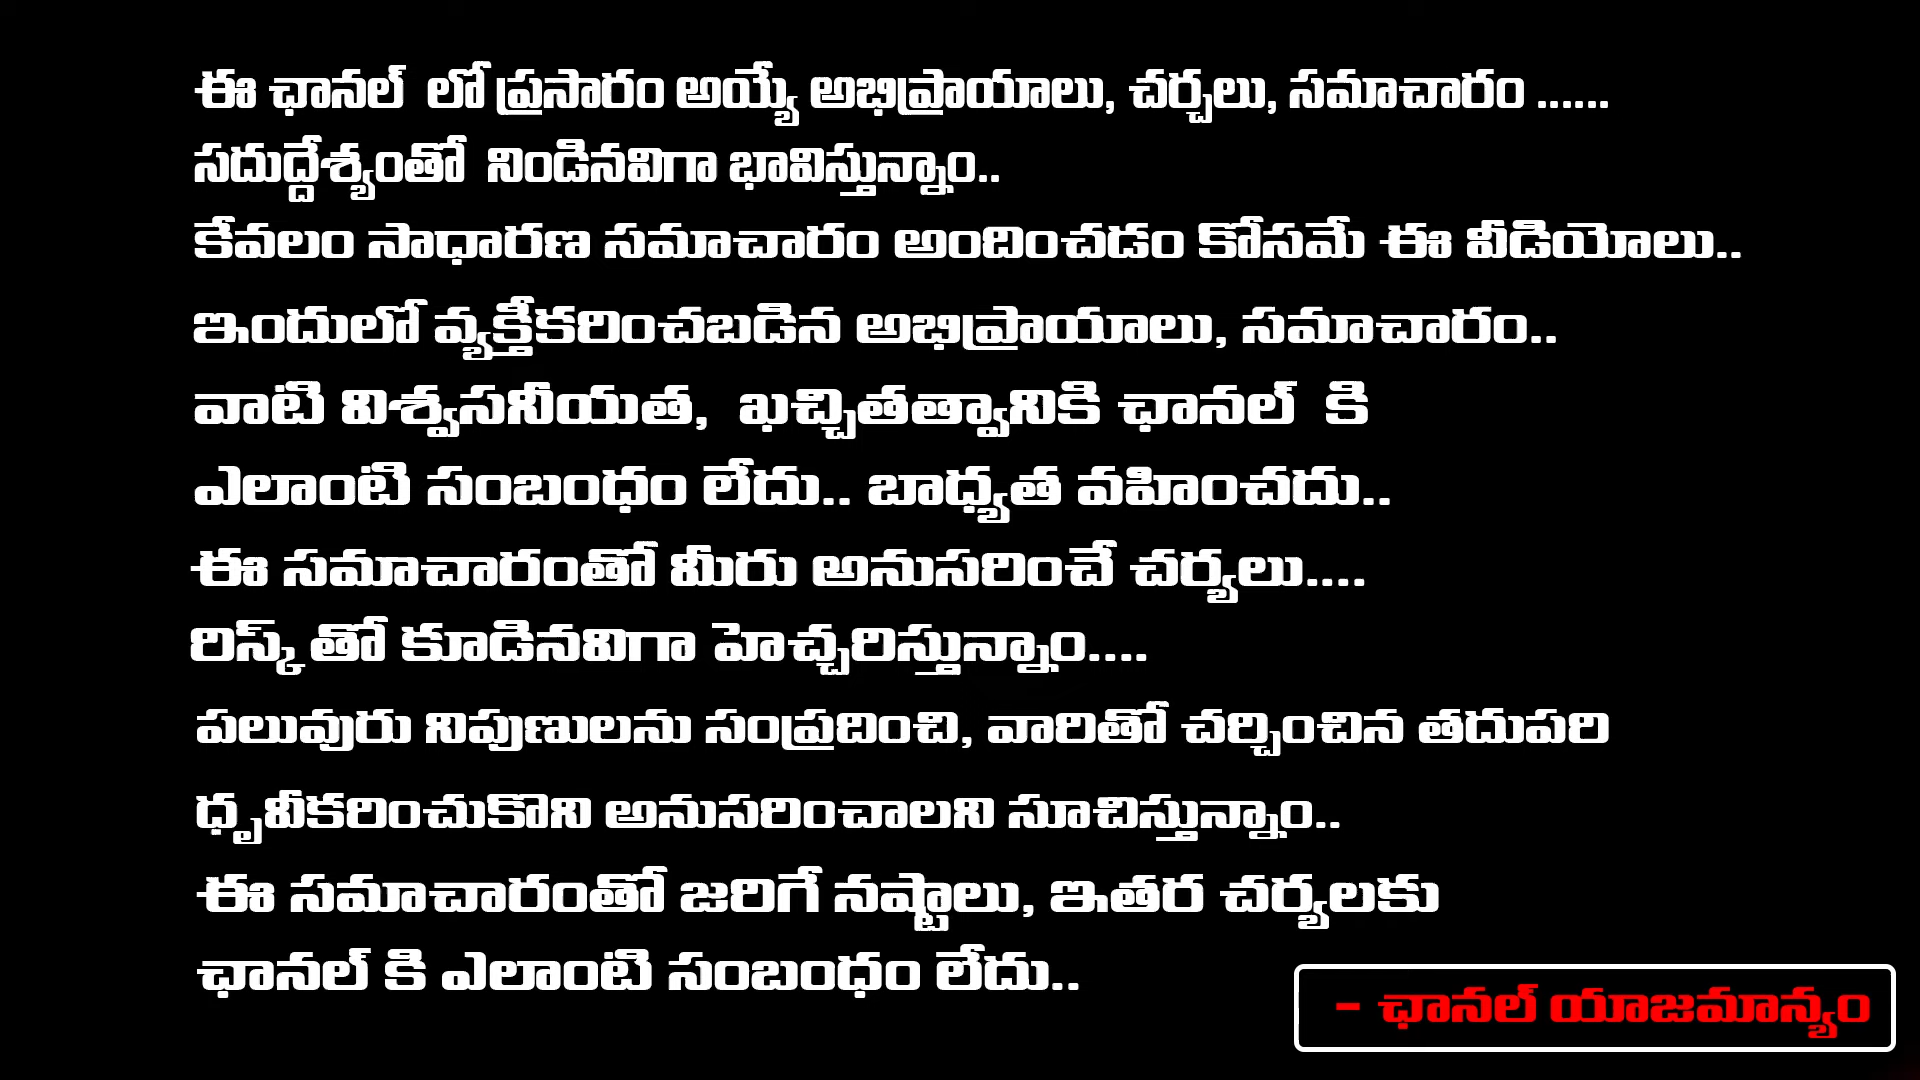 ఈ ఛానల్ లో ప్రసారం అయ్యే అభిప్రాయాలు, చర్చలు, సమాచారం ......
సదుద్దేశ్యంతో నిండినవిగా భావిస్తున్నాం..
కేవలం సాధారణ సమాచారం అందించడం కోసమే ఈ వీడియోలు..
ఇందులో వ్యక్తీకరించబడిన అభిప్రాయాలు, సమాచారం..
వాటి విశ్వసనీయత, ఖచ్చితత్వానికి ఛానల్ కి
ఎలాంటి సంబంధం లేదు.. బాధ్యత వహించదు..
ఈ సమాచారంతో మీరు అనుసరించే చర్యలు....
రిస్క్ తో కూడినవిగా హెచ్చరిస్తున్నాం....
పలువురు నిపుణులను సంప్రదించి, వారితో చర్చించిన తదుపరి
ధృవీకరించుకొని అనుసరించాలని సూచిస్తున్నాం..
ఈ సమాచారంతో జరిగే నష్టాలు, ఇతర చర్యలకు
ఛానల్ కి ఎలాంటి సంబంధం లేదు..
- ఛానల్ యాజమాన్యం